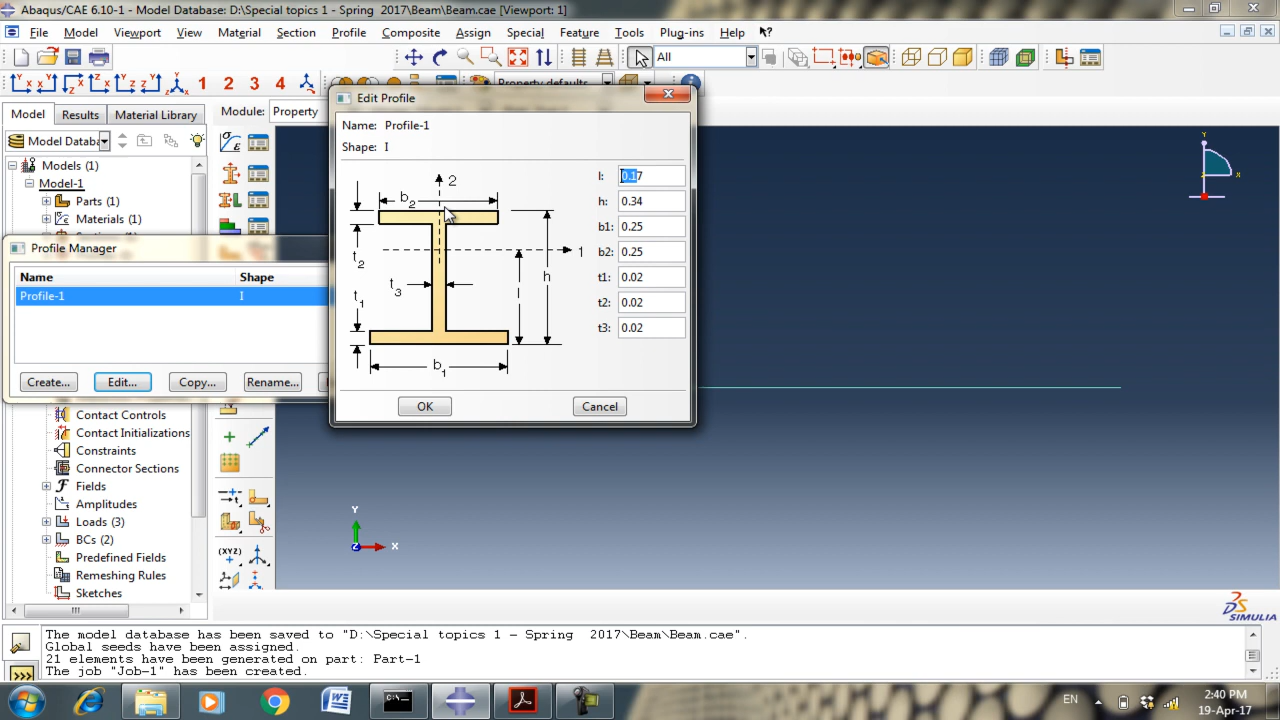 Abaqus/CAE 6.10-1 - Model Database: D:\Special topics 1 - Spring 2017\Beam\Beam.cae [Viewport: 1]
File Model Viewport View Material Section Profile Composite Assign Special Feature Tools Plug-ins Help
All
1 2 3 4 Property defaults
Model Results Material Library Module: Property
Model Databa
Models (1)
Model-1
Parts (1)
Materials (1)
Profile Manager
Name Shape
Profile-1 I
Create... Edit... Copy... Rename...
Contact Controls
Contact Initializations
Constraints
Connector Sections
Fields
Amplitudes
Loads (3)
BCs (2)
Predefined Fields
Remeshing Rules
Sketches
Edit Profile
Name: Profile-1
Shape: I
l: 0.17
h: 0.34
b1: 0.25
b2: 0.25
t1: 0.02
t2: 0.02
t3: 0.02
2
b2
1
t2
h
l
t3
t1
b1
OK Cancel
Y
X
Y
Z
X
SIMULIA
The model database has been saved to "D:\Special topics 1 - Spring 2017\Beam\Beam.cae".
Global seeds have been assigned.
21 elements have been generated on part: Part-1
The job "Job-1" has been created.
>>>
EN
2:40 PM
19-Apr-17